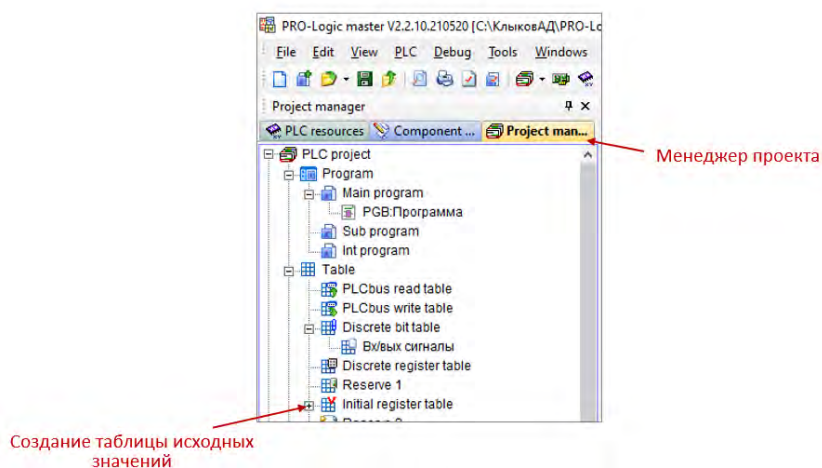 PRO-Logic master V2.2.10.210520 [C:\КлыковАД\PRO-Lc
File Edit View PLC Debug Tools Windows
Project manager
PLC resources Component ... Project man...
Менеджер проекта
PLC project
Program
Main program
PGB:Программа
Sub program
Int program
Table
PLCbus read table
PLCbus write table
Discrete bit table
Вх/вых сигналы
Discrete register table
Reserve 1
Initial register table
Создание таблицы исходных
значений